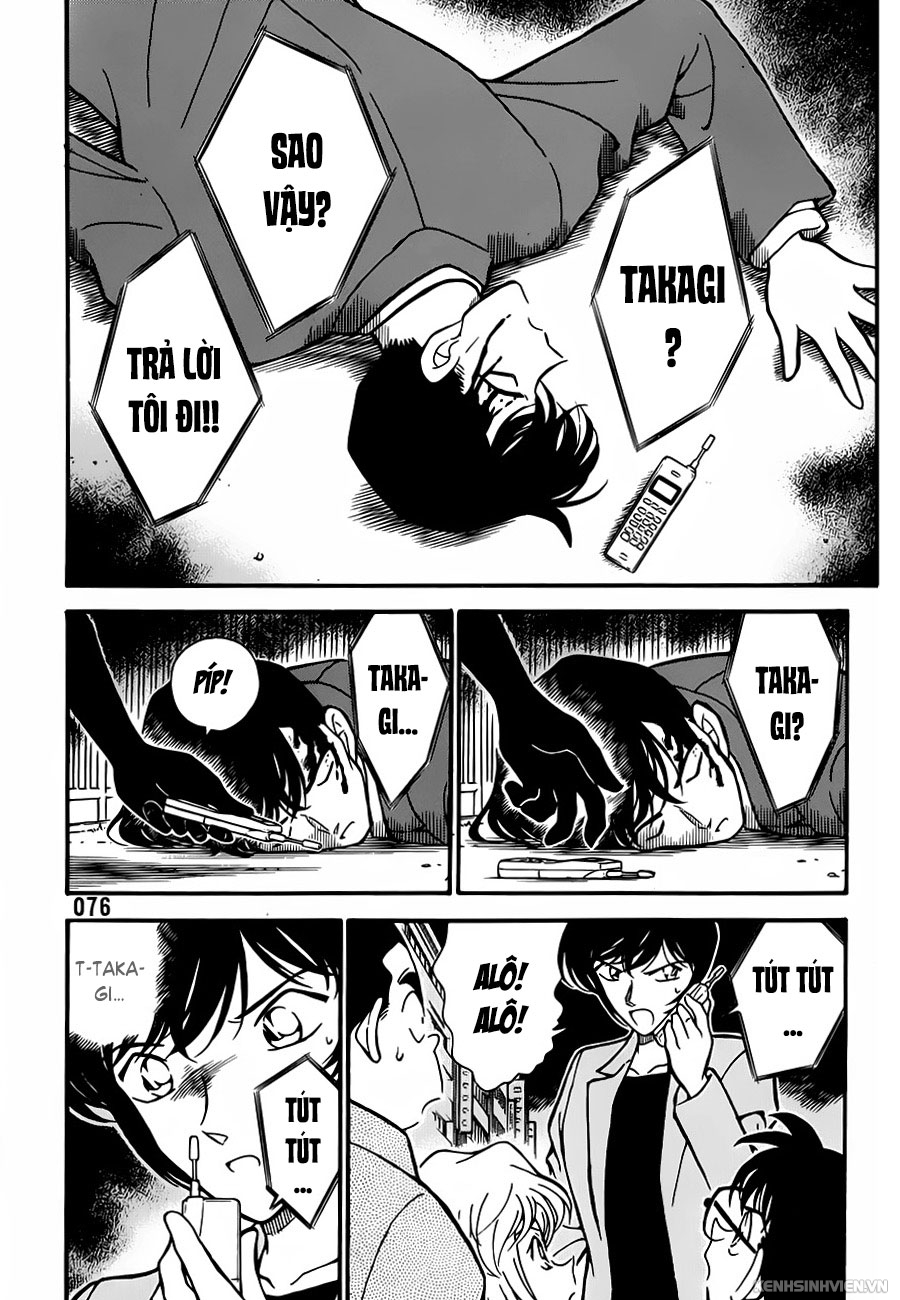 TAKAGI
?
SAO
VẬY?
TRẢ LỜI
TÔI ĐI!!
TAKA-
GI?
TAKA-
GI...
PÍP!
076
TÚT TÚT
...
ALÔ!
ALÔ!
TÚT
TÚT
...
T-TAKA-
GI...
KENHSINHVIEN.VN